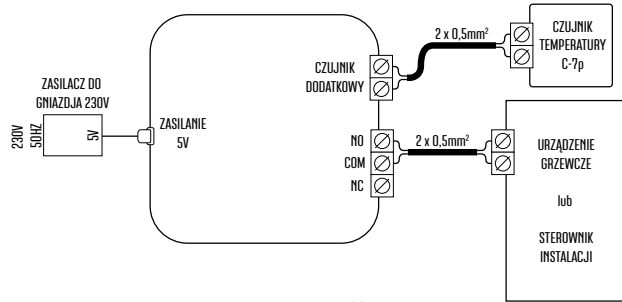 ZASILACZ DO
GNIAZDJA 230V
230V
50HZ
5V
ZASILANIE
5V
CZUJNIK
DODATKOWY
NO
COM
NC
2 x 0,5mm²
2 x 0,5mm²
CZUJNIK
TEMPERATURY
C-7p
URZĄDZENIE
GRZEWCZE
lub
STEROWNIK
INSTALACJI